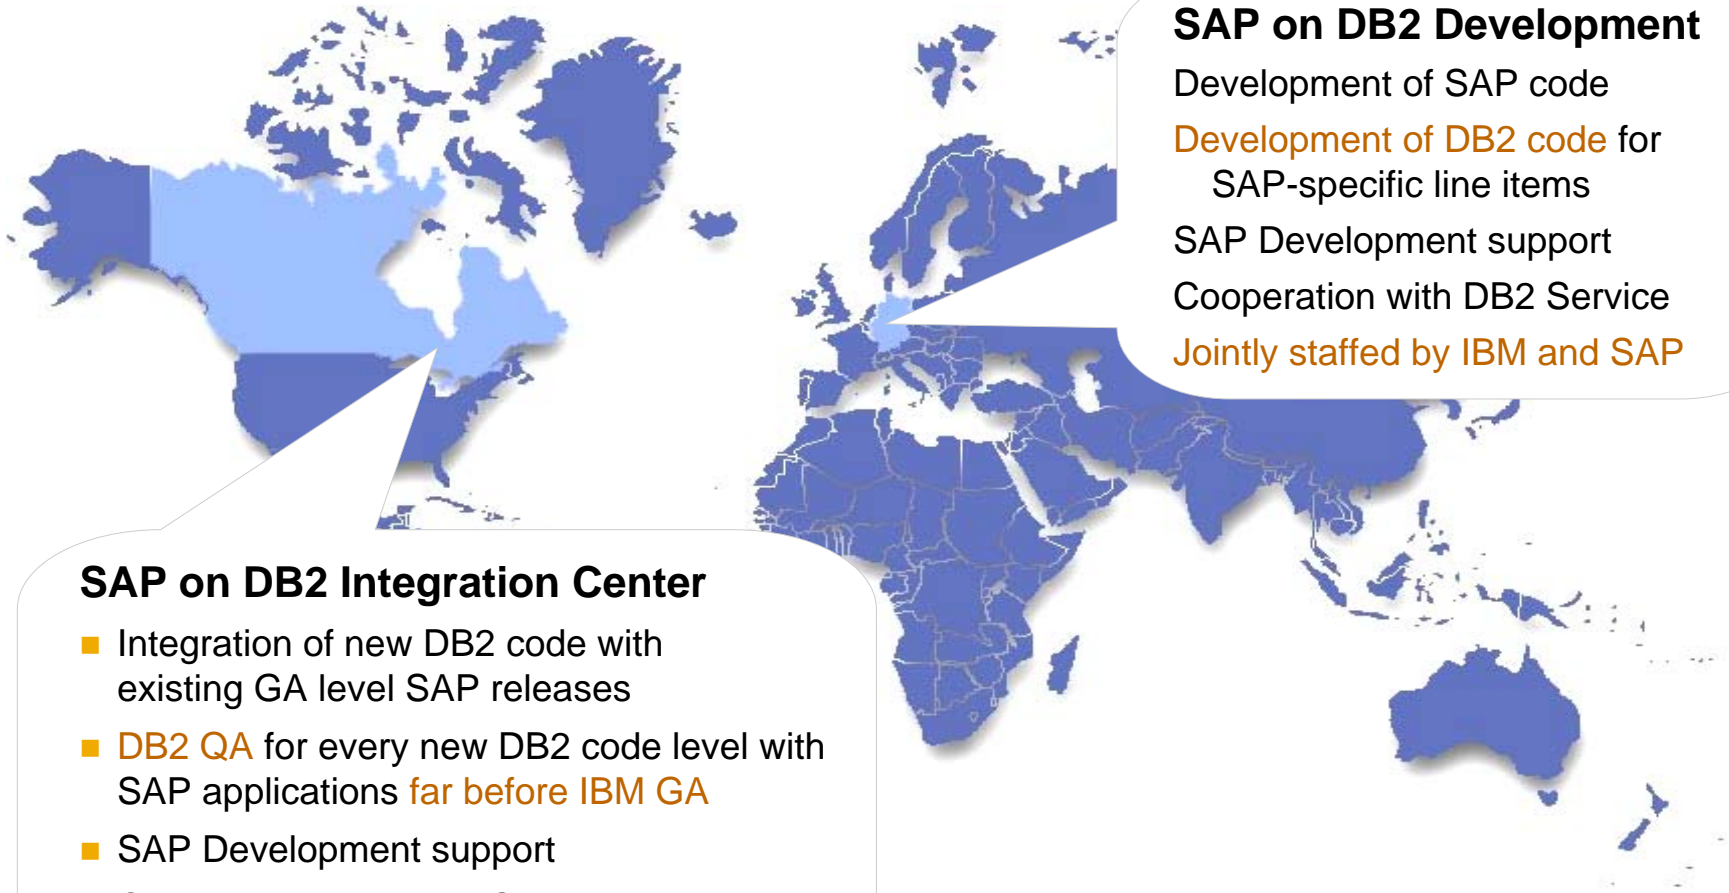 SAP on DB2 Development
Development of SAP code
Development of DB2 code for
SAP-specific line items
SAP Development support
Cooperation with DB2 Service
Jointly staffed by IBM and SAP
SAP on DB2 Integration Center
Integration of new DB2 code with
existing GA level SAP releases
DB2 QA for every new DB2 code level with
SAP applications far before IBM GA
SAP Development support